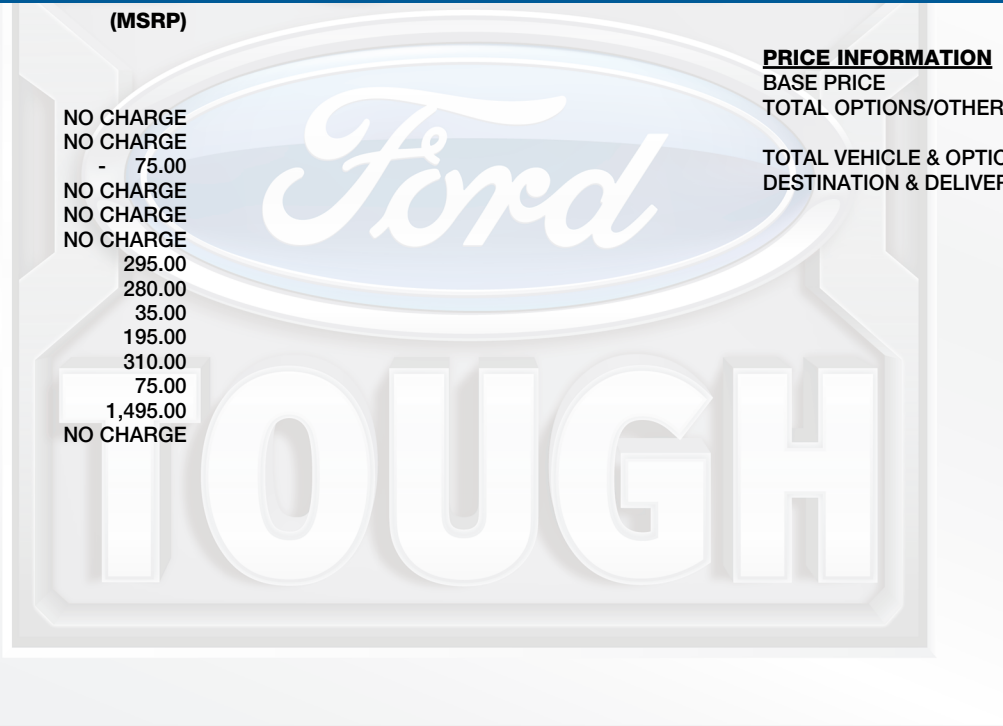 (MSRP)
NO CHARGE
NO CHARGE
- 75.00
NO CHARGE
NO CHARGE
NO CHARGE
295.00
280.00
35.00
195.00
310.00
75.00
1,495.00
NO CHARGE
PRICE INFORMATION
BASE PRICE
TOTAL OPTIONS/OTHER
TOTAL VEHICLE & OPTIO
DESTINATION & DELIVER
Ford
TOUGH